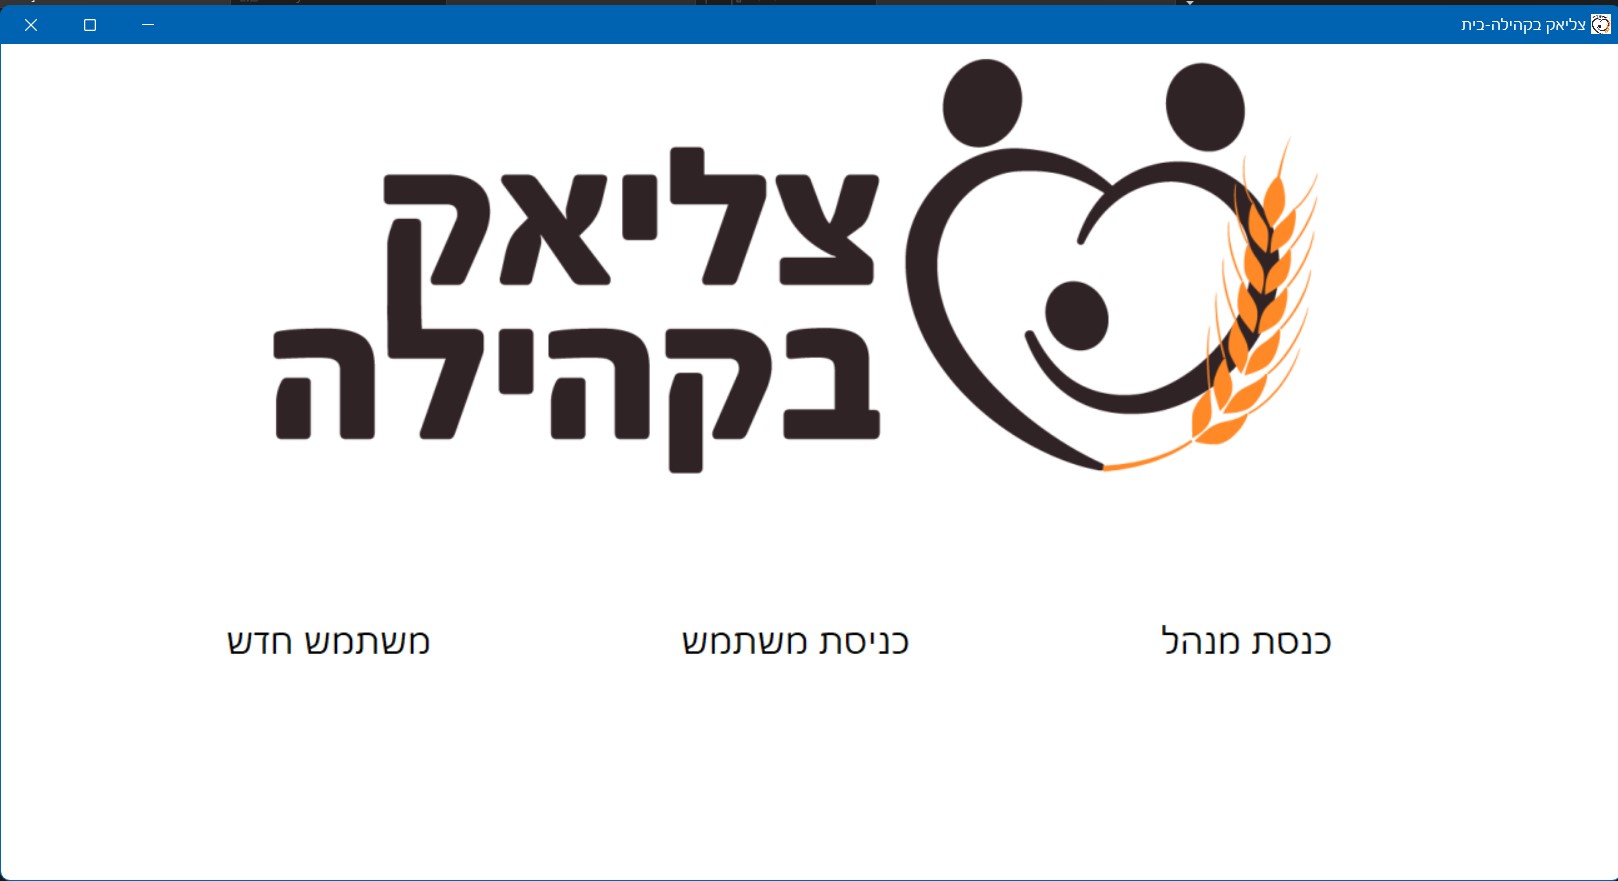 צליאק בקהילה-בית
צליאק
בקהילה
כנסת מנהל
כניסת משתמש
משתמש חדש